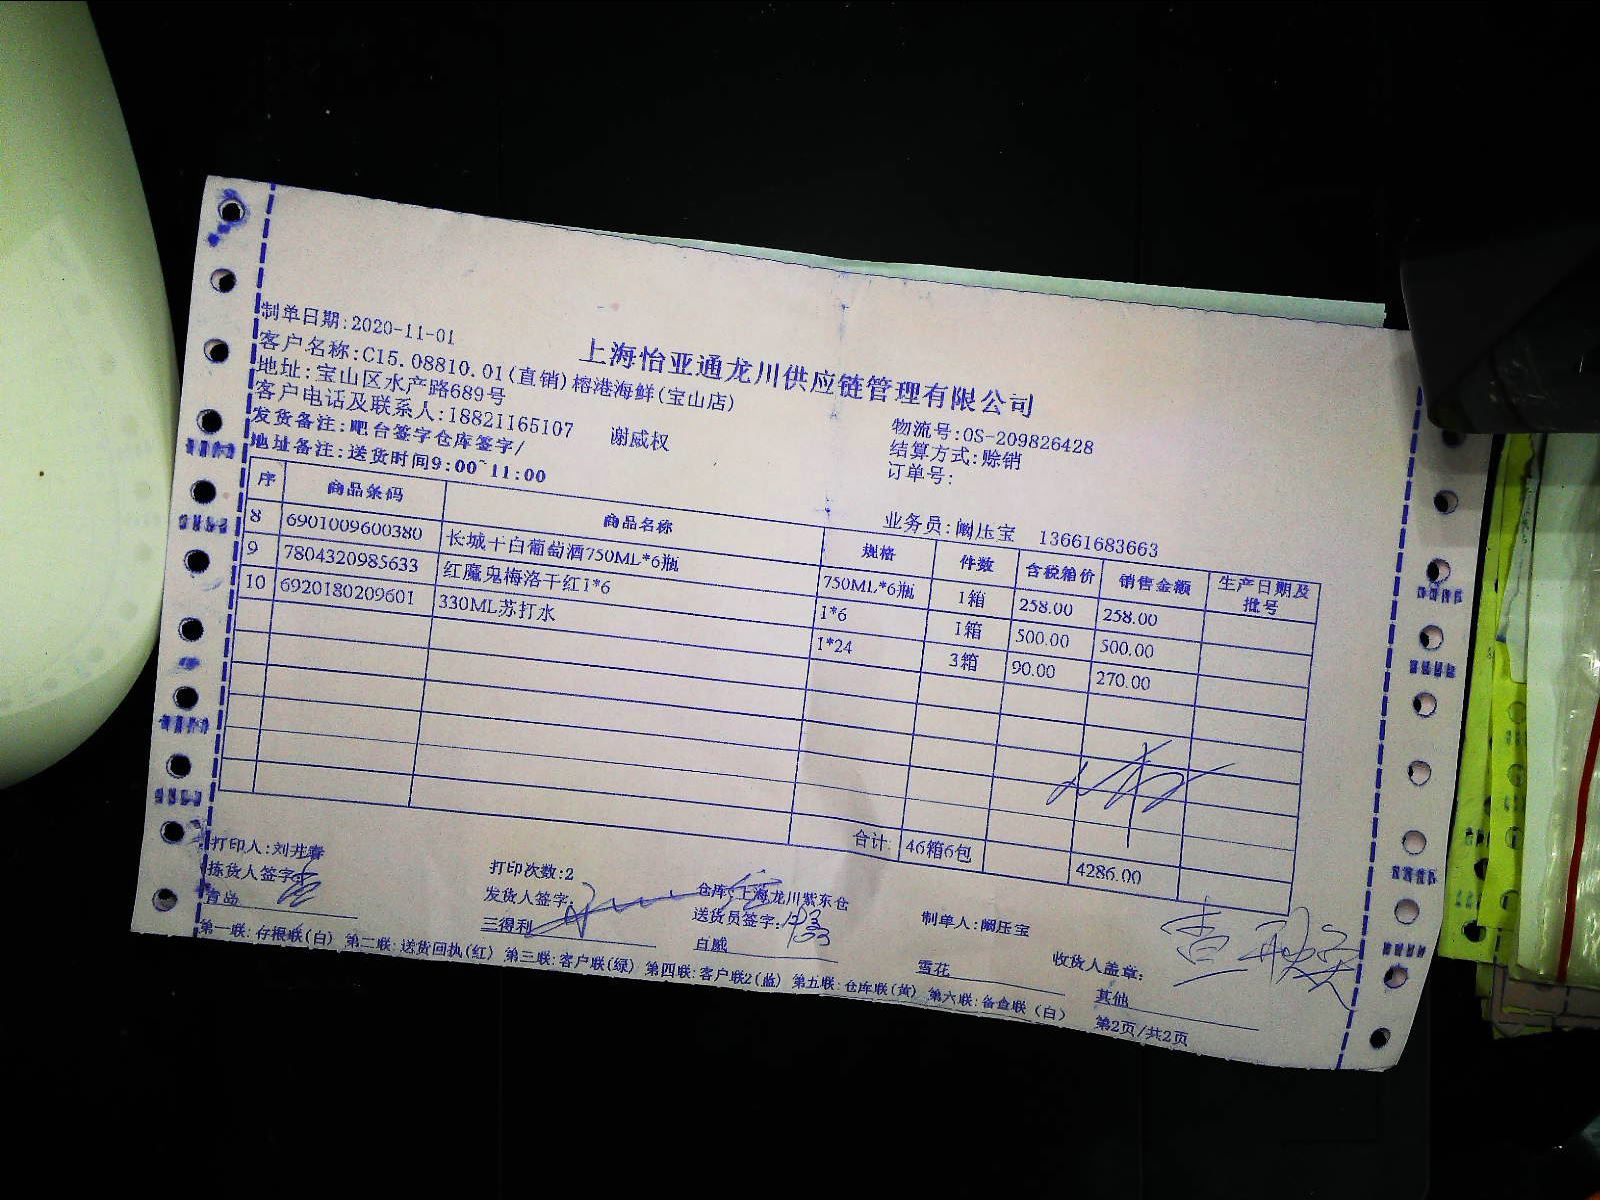 上海怡亚通龙川供应链管理有限公司
制单日期:2020-11-01
客户名称:C15.08810.01(直销)榕港海鲜(宝山店)
地址:宝山区水产路689号
客户电话及联系人:18821165107 谢威权
发货备注:吧台签字仓库签字/
地址备注:送货时间9:00~11:00
物流号:OS-209826428
结算方式:赊销
订单号:
业务员:阚压宝 13661683663
序 商品条码 商品名称 规格 件数 含税箱价 销售金额 生产日期及批号
8 6901009600380 长城干白葡萄酒750ML*6瓶 750ML*6瓶 1箱 258.00 258.00
9 7804320985633 红魔鬼梅洛干红1*6 1*6 1箱 500.00 500.00
10 6920180209601 330ML苏打水 1*24 3箱 90.00 270.00
合计: 46箱6包 4286.00
打印人:刘井春 打印次数:2 仓库:上海龙川紫东仓 制单人:阚压宝
拣货人签字: 发货人签字: 送货员签字: 收货人盖章:
青岛 三得利 百威 雪花 其他
第一联:存根联(白) 第二联:送货回执(红) 第三联:客户联(绿) 第四联:客户联2(蓝) 第五联:仓库联(黄) 第六联:备查联(白) 第2页/共2页